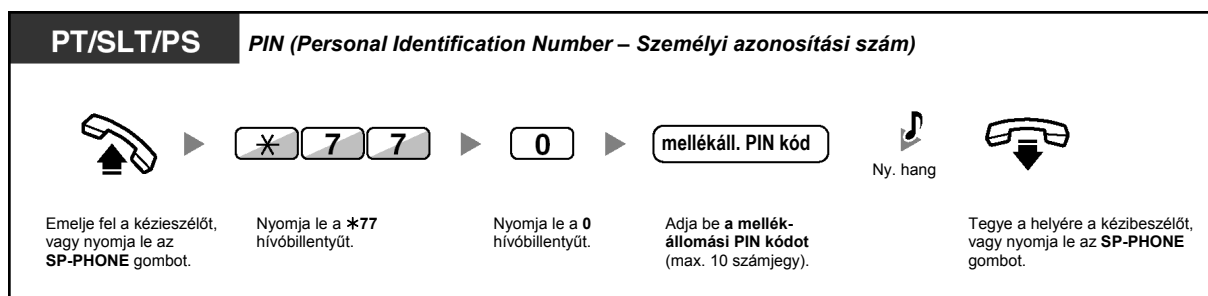 PT/SLT/PS
PIN (Personal Identification Number – Személyi azonosítási szám)
✳ 7 7
0
mellékáll. PIN kód
Ny. hang
Emelje fel a kézieszélőt,
vagy nyomja le az
SP-PHONE gombot.
Nyomja le a ✳77
hívóbillentyűt.
Nyomja le a 0
hívóbillentyűt.
Adja be a mellék-
állomási PIN kódot
(max. 10 számjegy).
Tegye a helyére a kézibeszélőt,
vagy nyomja le az SP-PHONE
gombot.